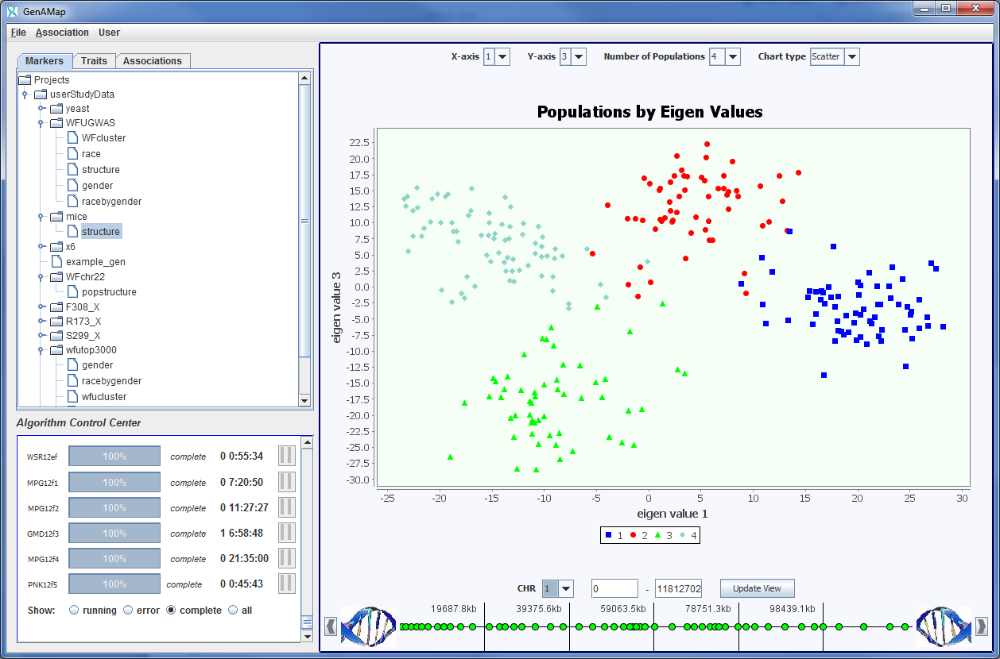 GenAMap
File Association User
Markers Traits Associations
Projects
userStudyData
yeast
WFUGWAS
WFcluster
race
structure
gender
racebygender
mice
structure
x6
example_gen
WFchr22
popstructure
F308_X
R173_X
S299_X
wfutop3000
gender
racebygender
wfucluster
Algorithm Control Center
WSR12ef 100% complete 0 0:55:34
MPG12f1 100% complete 0 7:20:50
MPG12f2 100% complete 0 11:27:27
GMD12f3 100% complete 1 6:58:48
MPG12f4 100% complete 0 21:35:00
PNK12f5 100% complete 0 0:45:43
Show: running error complete all
X-axis 1 Y-axis 3 Number of Populations 4 Chart type Scatter
Populations by Eigen Values
eigen value 3
22.5
20.0
17.5
15.0
12.5
10.0
7.5
5.0
2.5
0.0
-2.5
-5.0
-7.5
-10.0
-12.5
-15.0
-17.5
-20.0
-22.5
-25.0
-27.5
-30.0
-25 -20 -15 -10 -5 0 5 10 15 20 25 30
eigen value 1
1 2 3 4
CHR 1 0 - 11812702 Update View
19687.8kb 39375.6kb 59063.5kb 78751.3kb 98439.1kb